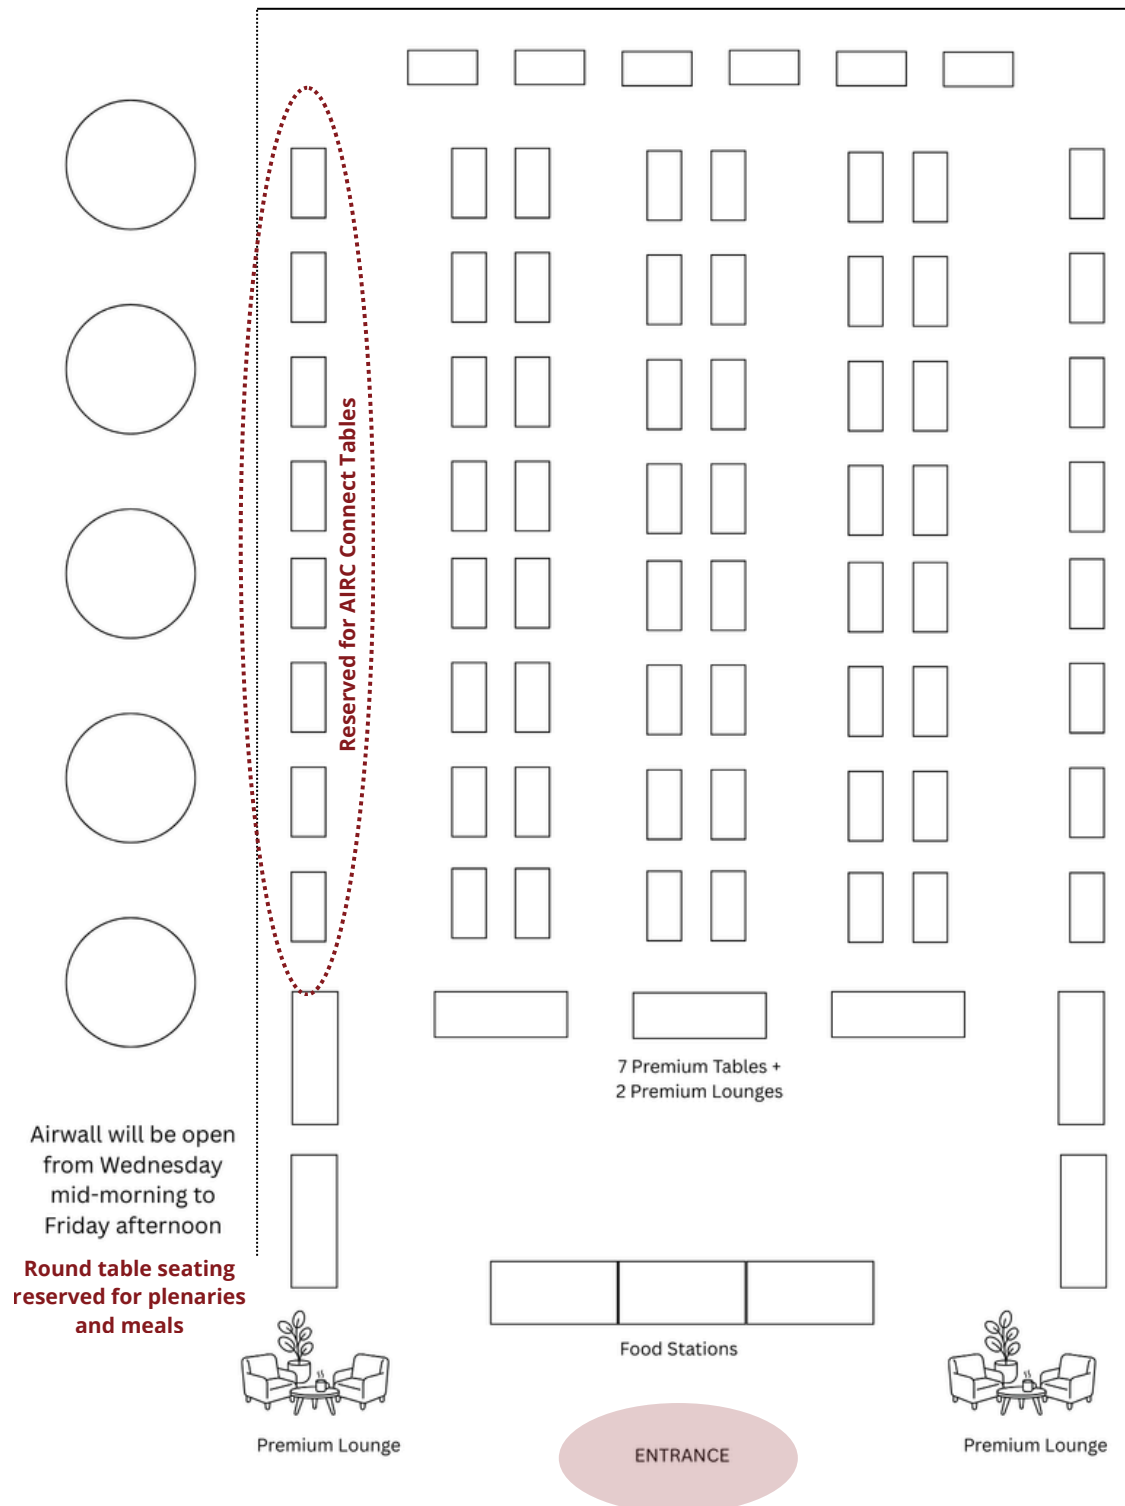 Reserved for AIRC Connect Tables
7 Premium Tables +
2 Premium Lounges
Airwall will be open
from Wednesday
mid-morning to
Friday afternoon
Round table seating
reserved for plenaries
and meals
Food Stations
Premium Lounge
ENTRANCE
Premium Lounge